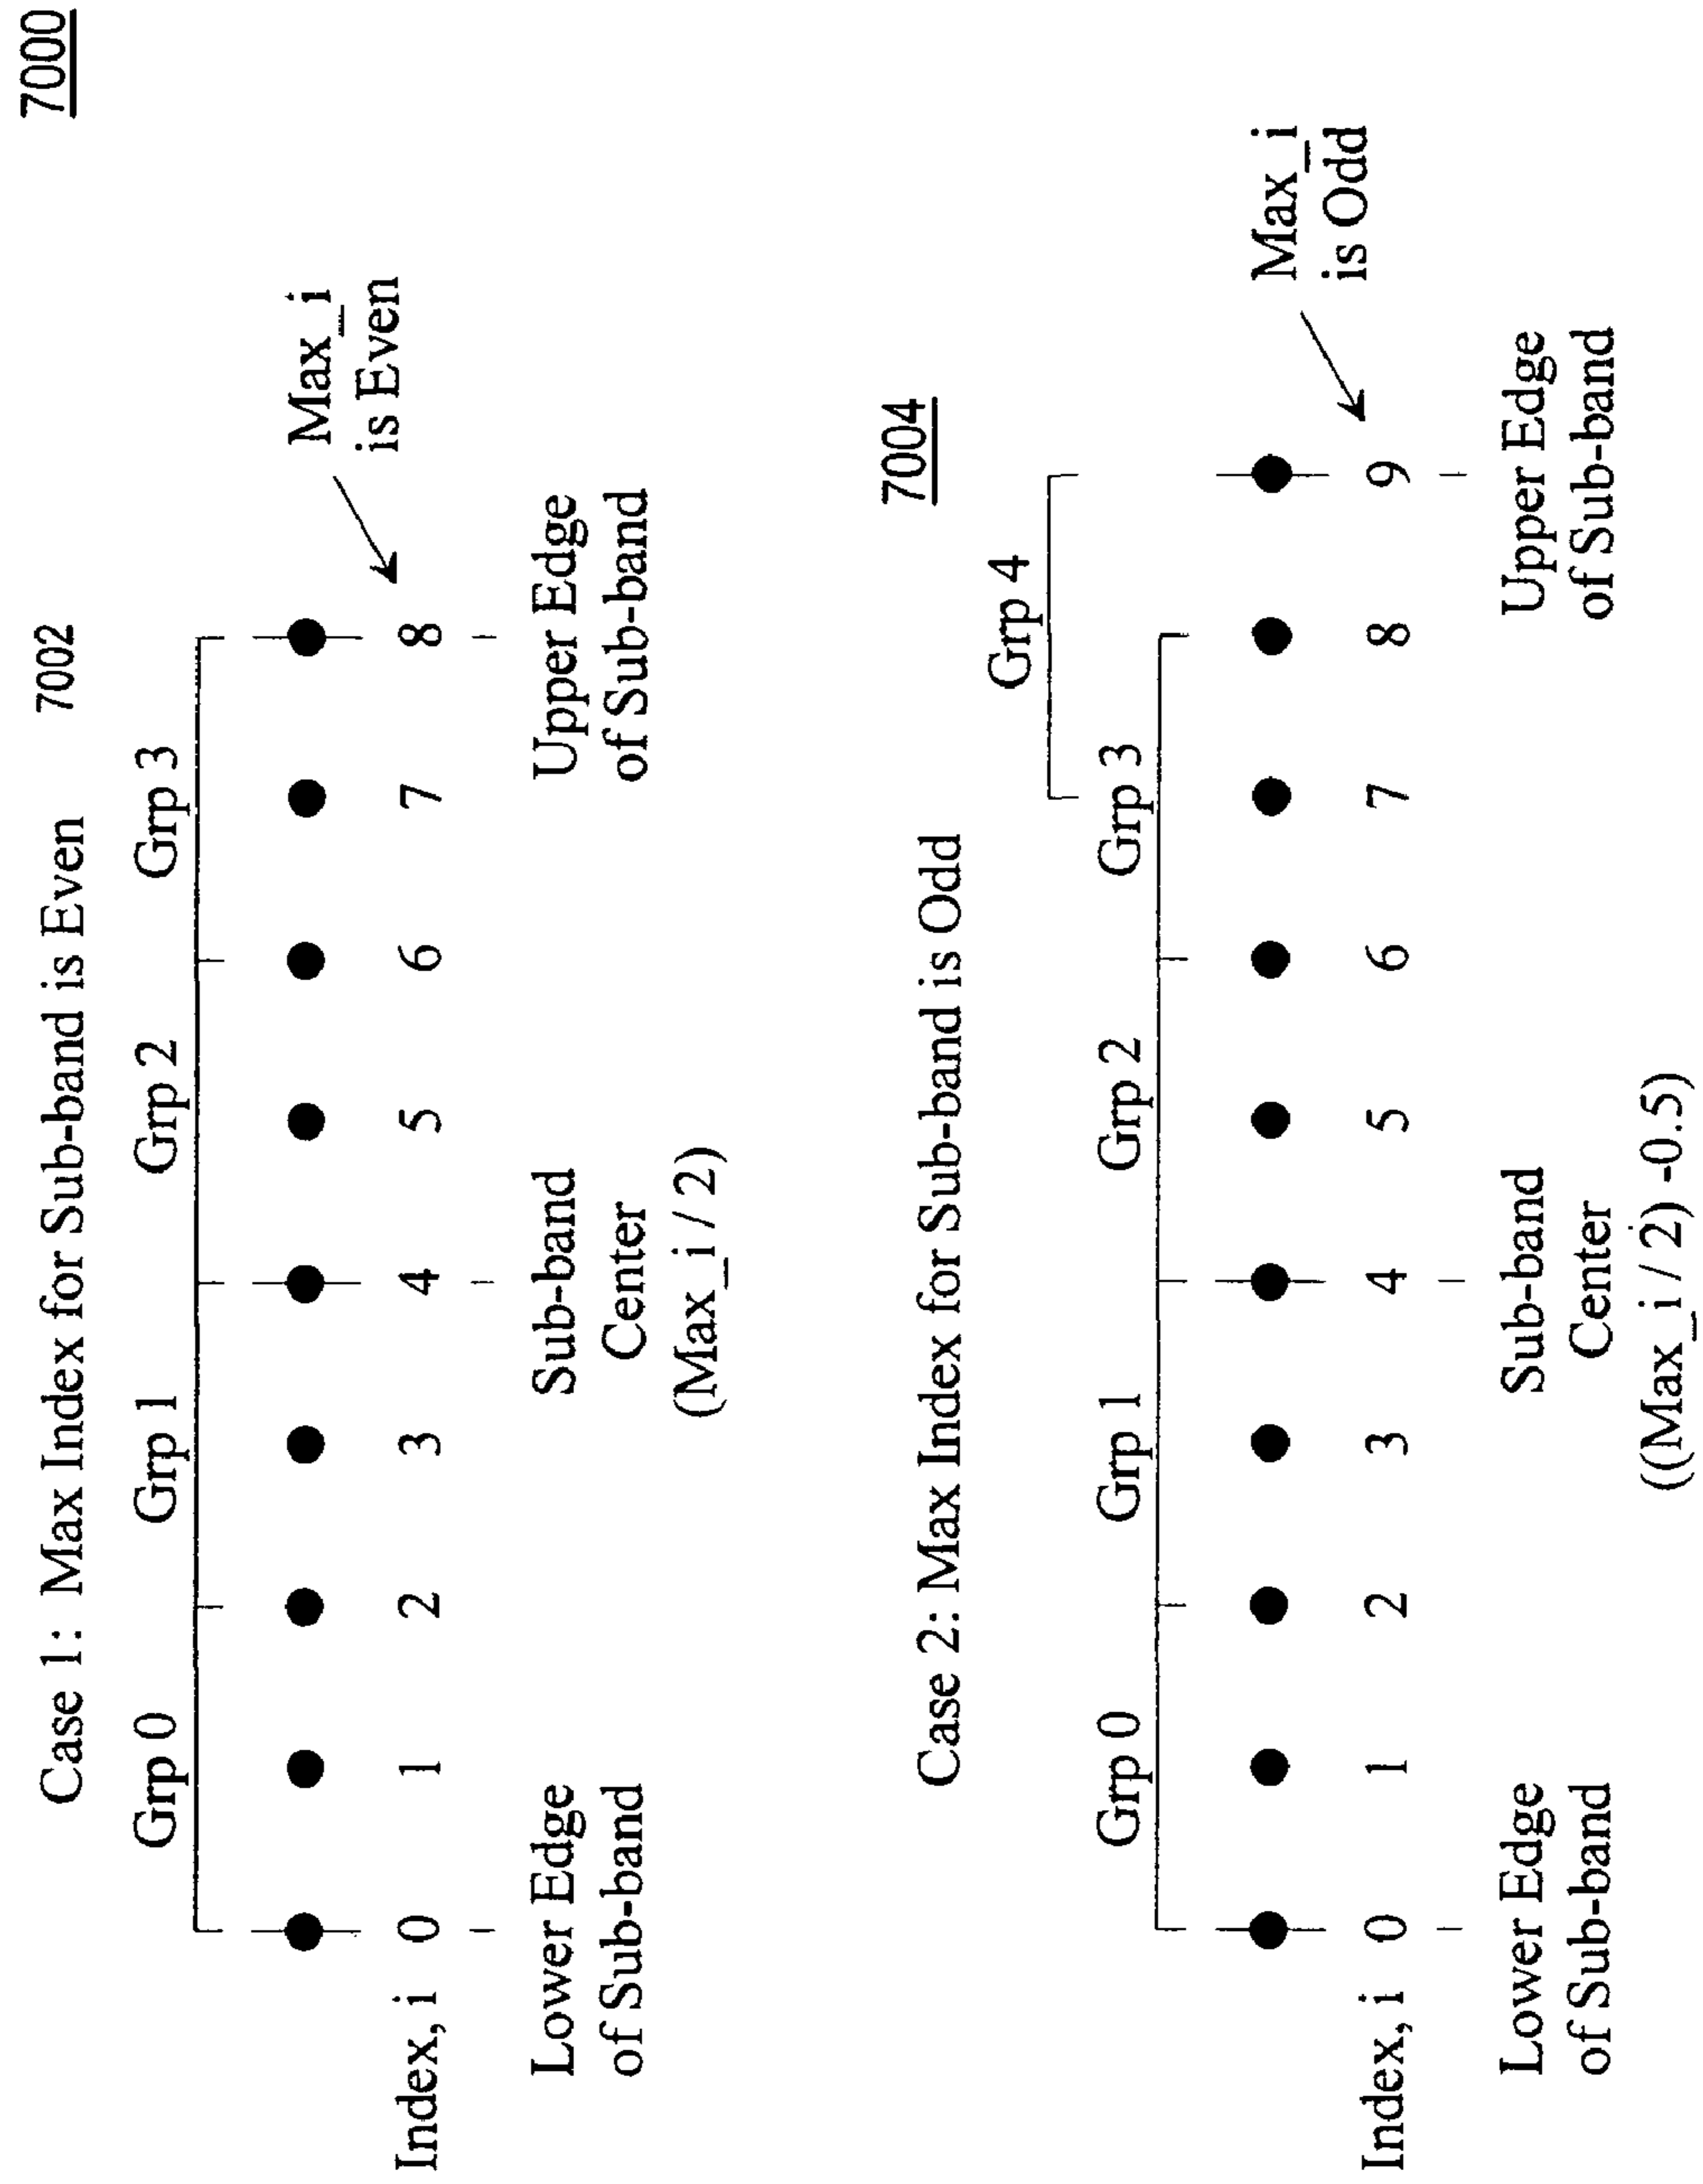 7000
Case 1: Max Index for Sub-band is Even 7002
Grp 0 Grp 1 Grp 2 Grp 3
Max_i
is Even
Index, i 0 1 2 3 4 5 6 7 8
Lower Edge
of Sub-band
Sub-band
Center
(Max_i / 2)
Upper Edge
of Sub-band
Case 2: Max Index for Sub-band is Odd
7004
Grp 4
Grp 0 Grp 1 Grp 2 Grp 3
Max_i
is Odd
Index, i 0 1 2 3 4 5 6 7 8 9
Lower Edge
of Sub-band
Sub-band
Center
((Max_i / 2) -0.5)
Upper Edge
of Sub-band